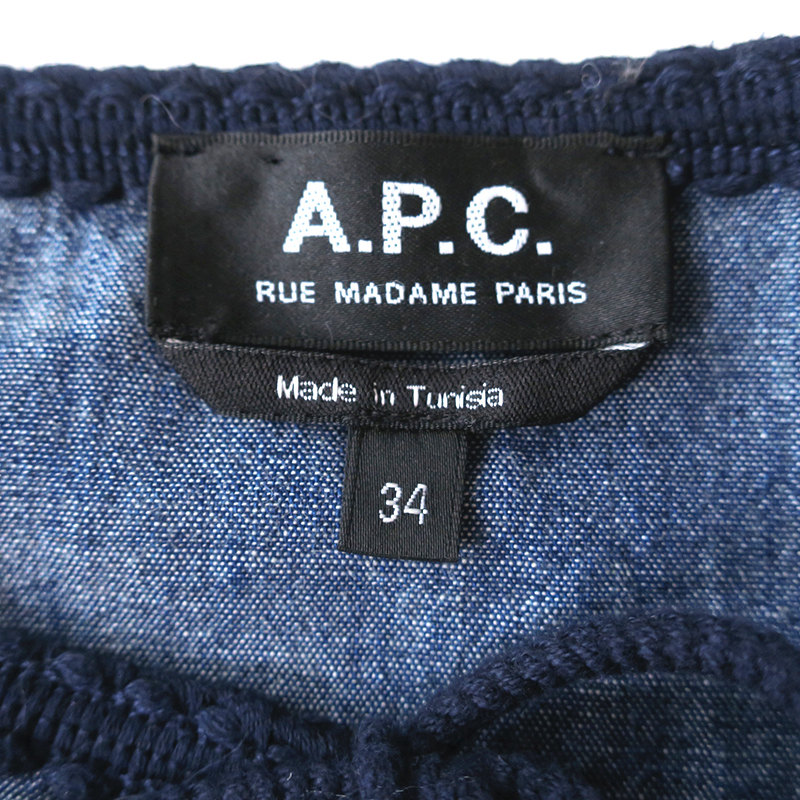 A.P.C.
RUE MADAME PARIS
Made in Tunisia
34